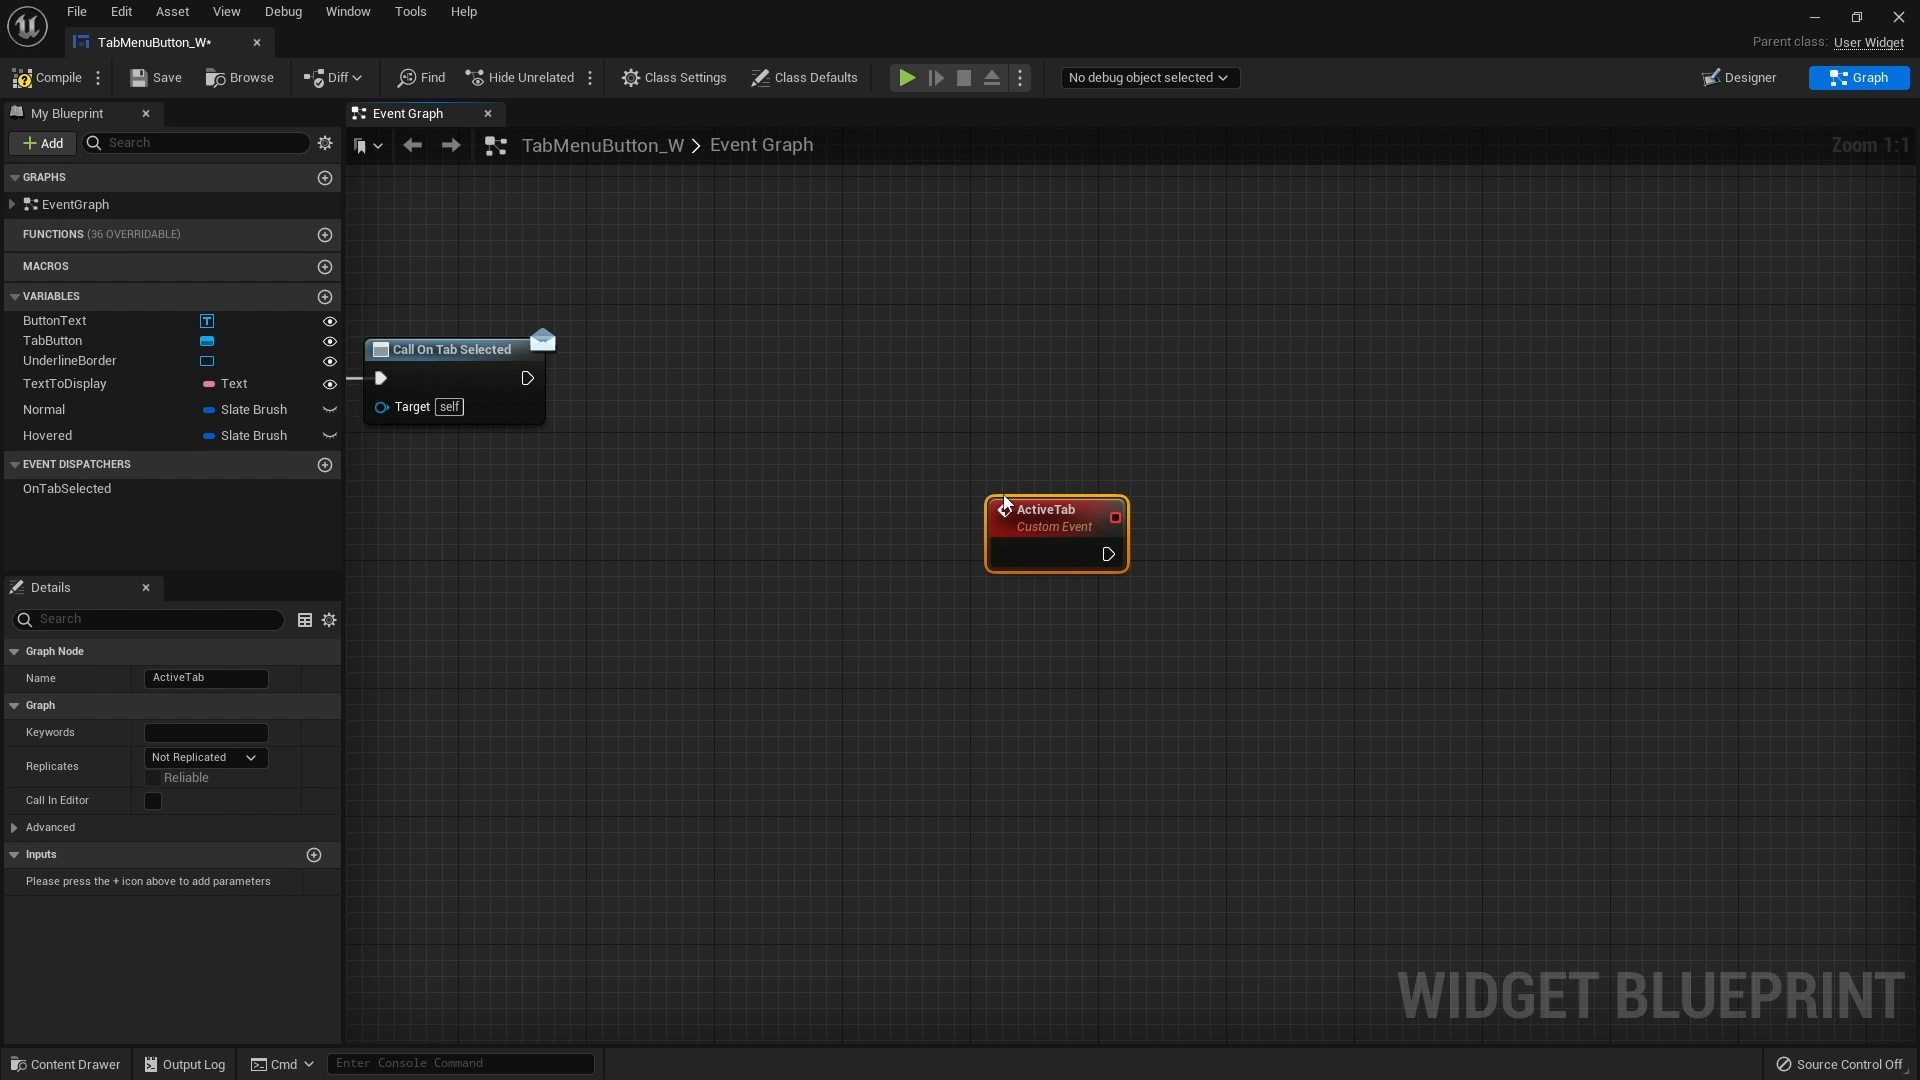 File Edit Asset View Debug Window Tools Help
TabMenuButton_W*
Parent class: User Widget
Compile Save Browse Diff Find Hide Unrelated Class Settings Class Defaults No debug object selected Designer Graph
My Blueprint
Event Graph
Add Search
TabMenuButton_W > Event Graph
Zoom 1:1
GRAPHS
EventGraph
FUNCTIONS (36 OVERRIDABLE)
MACROS
VARIABLES
ButtonText
TabButton
UnderlineBorder
TextToDisplay Text
Normal Slate Brush
Hovered Slate Brush
EVENT DISPATCHERS
OnTabSelected
Call On Tab Selected
Target self
ActiveTab
Custom Event
Details
Search
Graph Node
Name ActiveTab
Graph
Keywords
Replicates Not Replicated
Reliable
Call In Editor
Advanced
Inputs
Please press the + icon above to add parameters
WIDGET BLUEPRINT
Content Drawer Output Log Cmd Enter Console Command Source Control Off